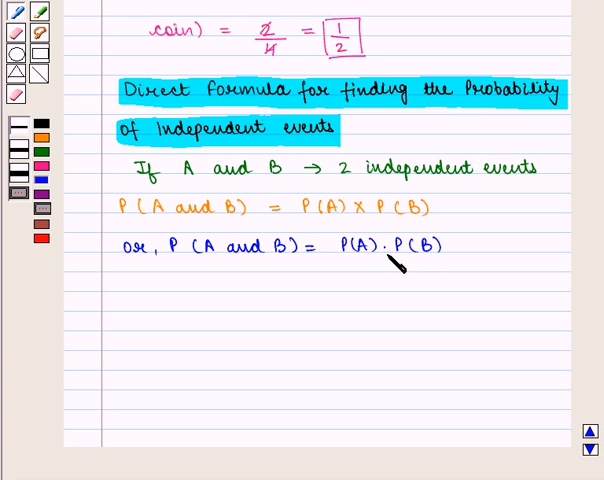 coin) = 2/4 = 1/2
Direct Formula for finding the Probability
of independent events
If A and B → 2 independent events
P(A and B) = P(A) × P(B)
or, P(A and B) = P(A) · P(B)